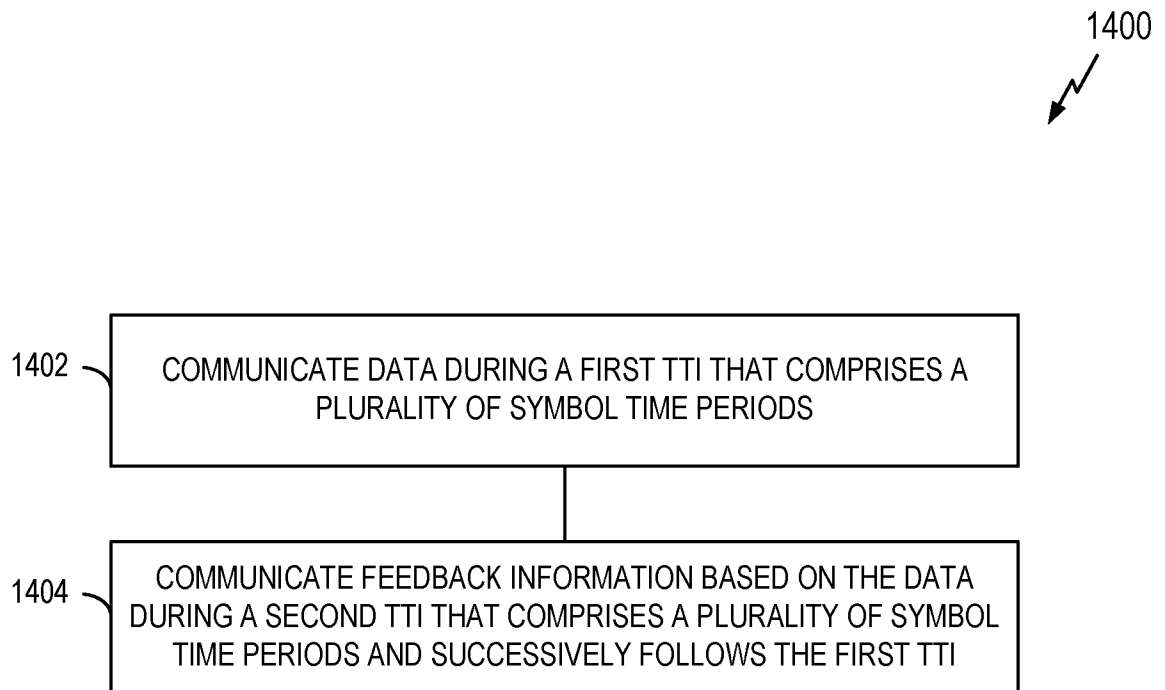 1400
1402
COMMUNICATE DATA DURING A FIRST TTI THAT COMPRISES A
PLURALITY OF SYMBOL TIME PERIODS
1404
COMMUNICATE FEEDBACK INFORMATION BASED ON THE DATA
DURING A SECOND TTI THAT COMPRISES A PLURALITY OF SYMBOL
TIME PERIODS AND SUCCESSIVELY FOLLOWS THE FIRST TTI